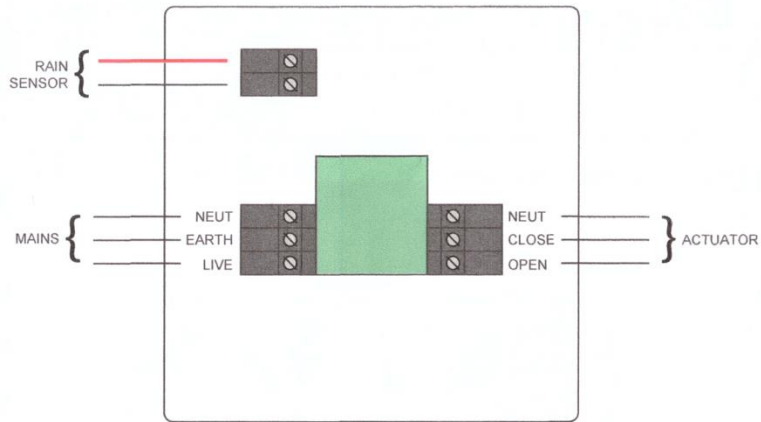 RAIN
SENSOR
MAINS
NEUT
EARTH
LIVE
NEUT
CLOSE
OPEN
ACTUATOR